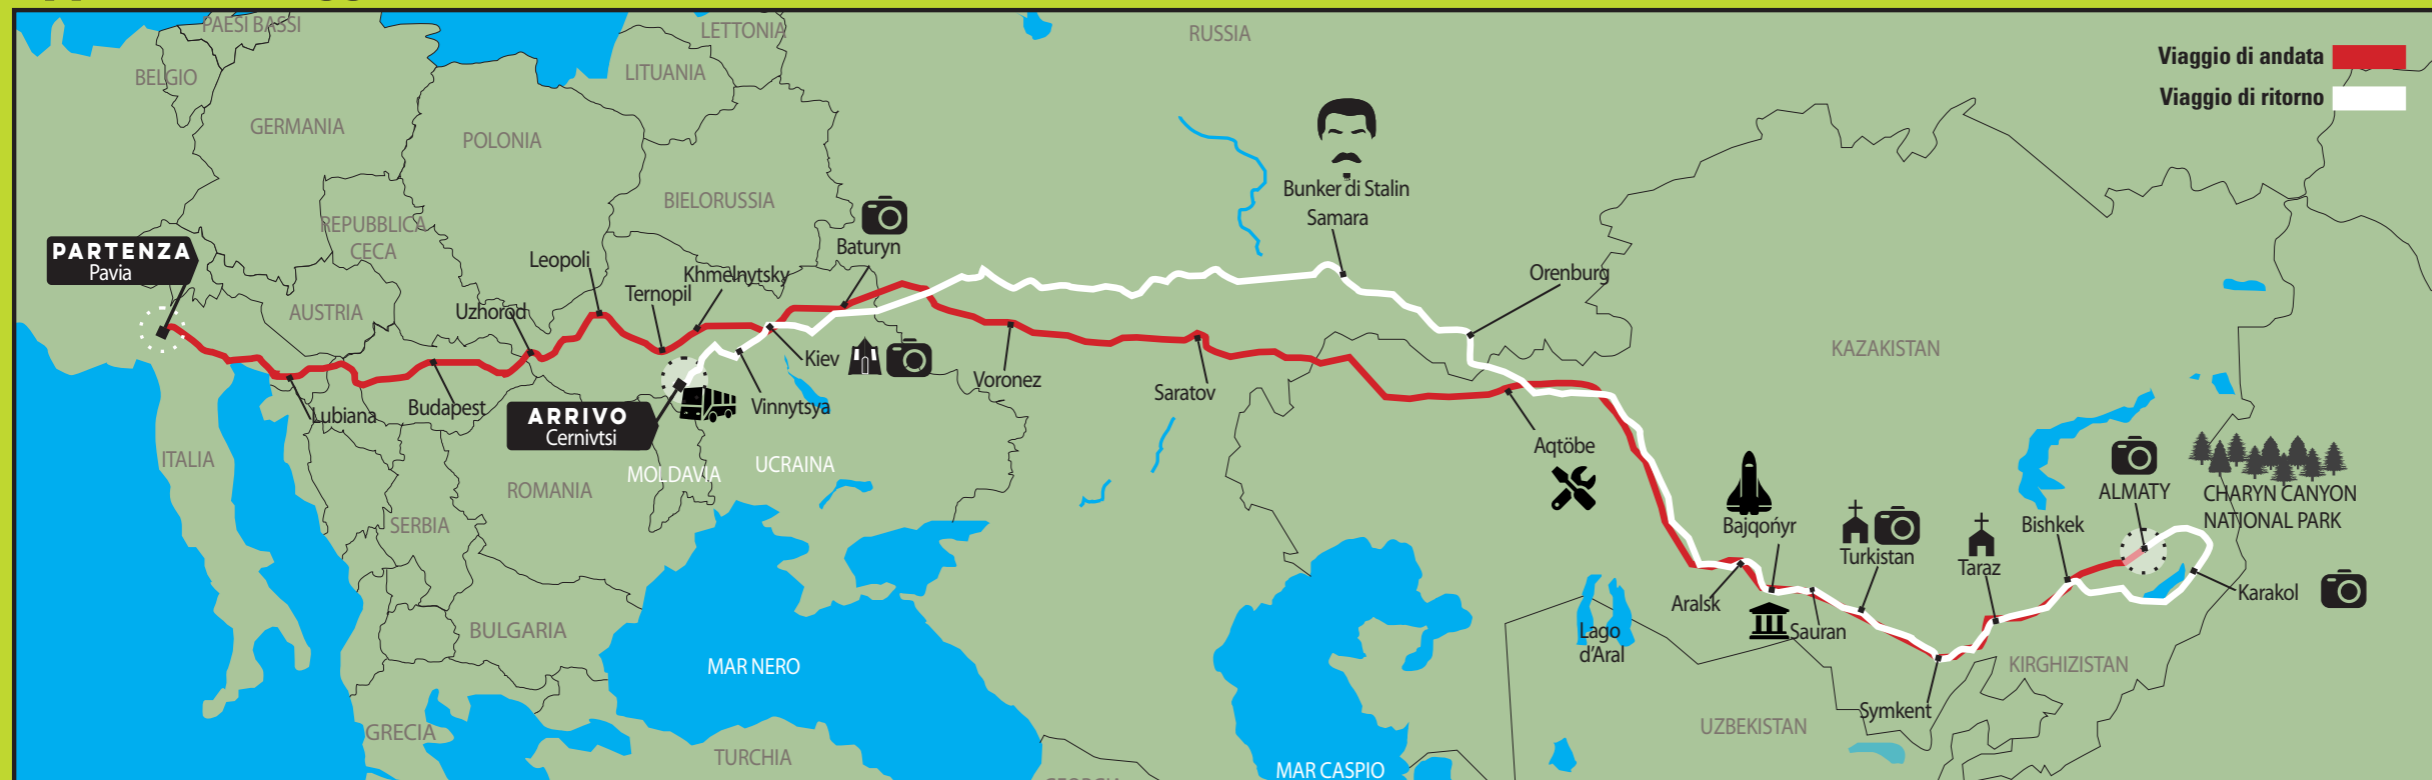 PAESI BASSI
LETTONIA
RUSSIA
BELGIO
LITUANIA
Viaggio di andata
Viaggio di ritorno
GERMANIA
POLONIA
BIELORUSSIA
REPUBBLICA
CECA
Bunker di Stalin
Samara
PARTENZA
Pavia
Baturyn
Leopoli
Khmelnytsky
Orenburg
Ternopil
AUSTRIA
Uzhorod
KAZAKISTAN
Kiev
Voronez
Saratov
Lubiana
Budapest
ARRIVO
Cernivtsi
Vinnytsya
Aqtöbe
ITALIA
MOLDAVIA
UCRAINA
ROMANIA
SERBIA
ALMATY
CHARYN CANYON
NATIONAL PARK
Bajqońyr
Bishkek
Turkistan
Taraz
Karakol
Aralsk
Sauran
Lago
d'Aral
BULGARIA
MAR NERO
KIRGHIZISTAN
Symkent
UZBEKISTAN
GRECIA
TURCHIA
MAR CASPIO